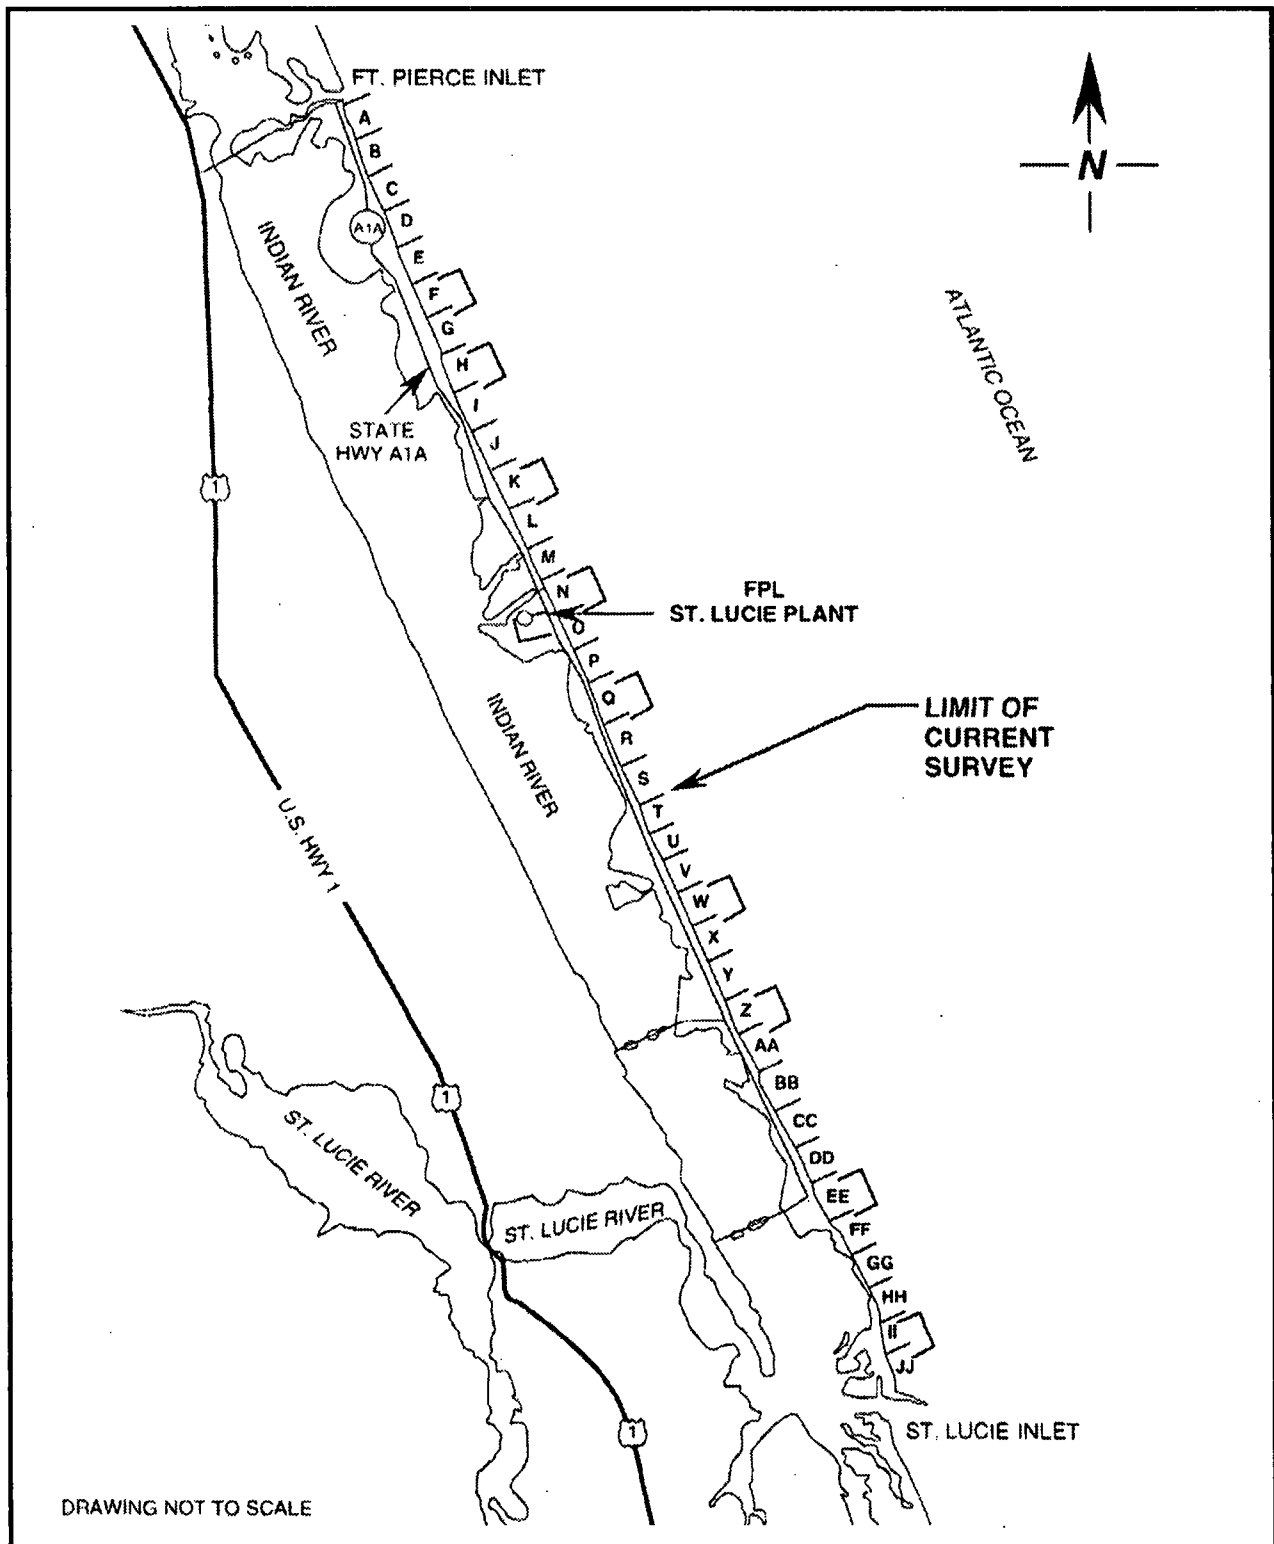 FT. PIERCE INLET
A
B
C
D
A1A
E
F
G
H
I
J
K
L
M
N
O
P
Q
R
S
T
U
V
W
X
Y
Z
AA
BB
CC
DD
EE
FF
GG
HH
II
JJ
N
INDIAN RIVER
ATLANTIC OCEAN
STATE
HWY A1A
1
FPL
ST. LUCIE PLANT
INDIAN RIVER
LIMIT OF
CURRENT
SURVEY
U.S. HWY 1
1
ST. LUCIE RIVER
ST. LUCIE RIVER
1
ST. LUCIE INLET
DRAWING NOT TO SCALE